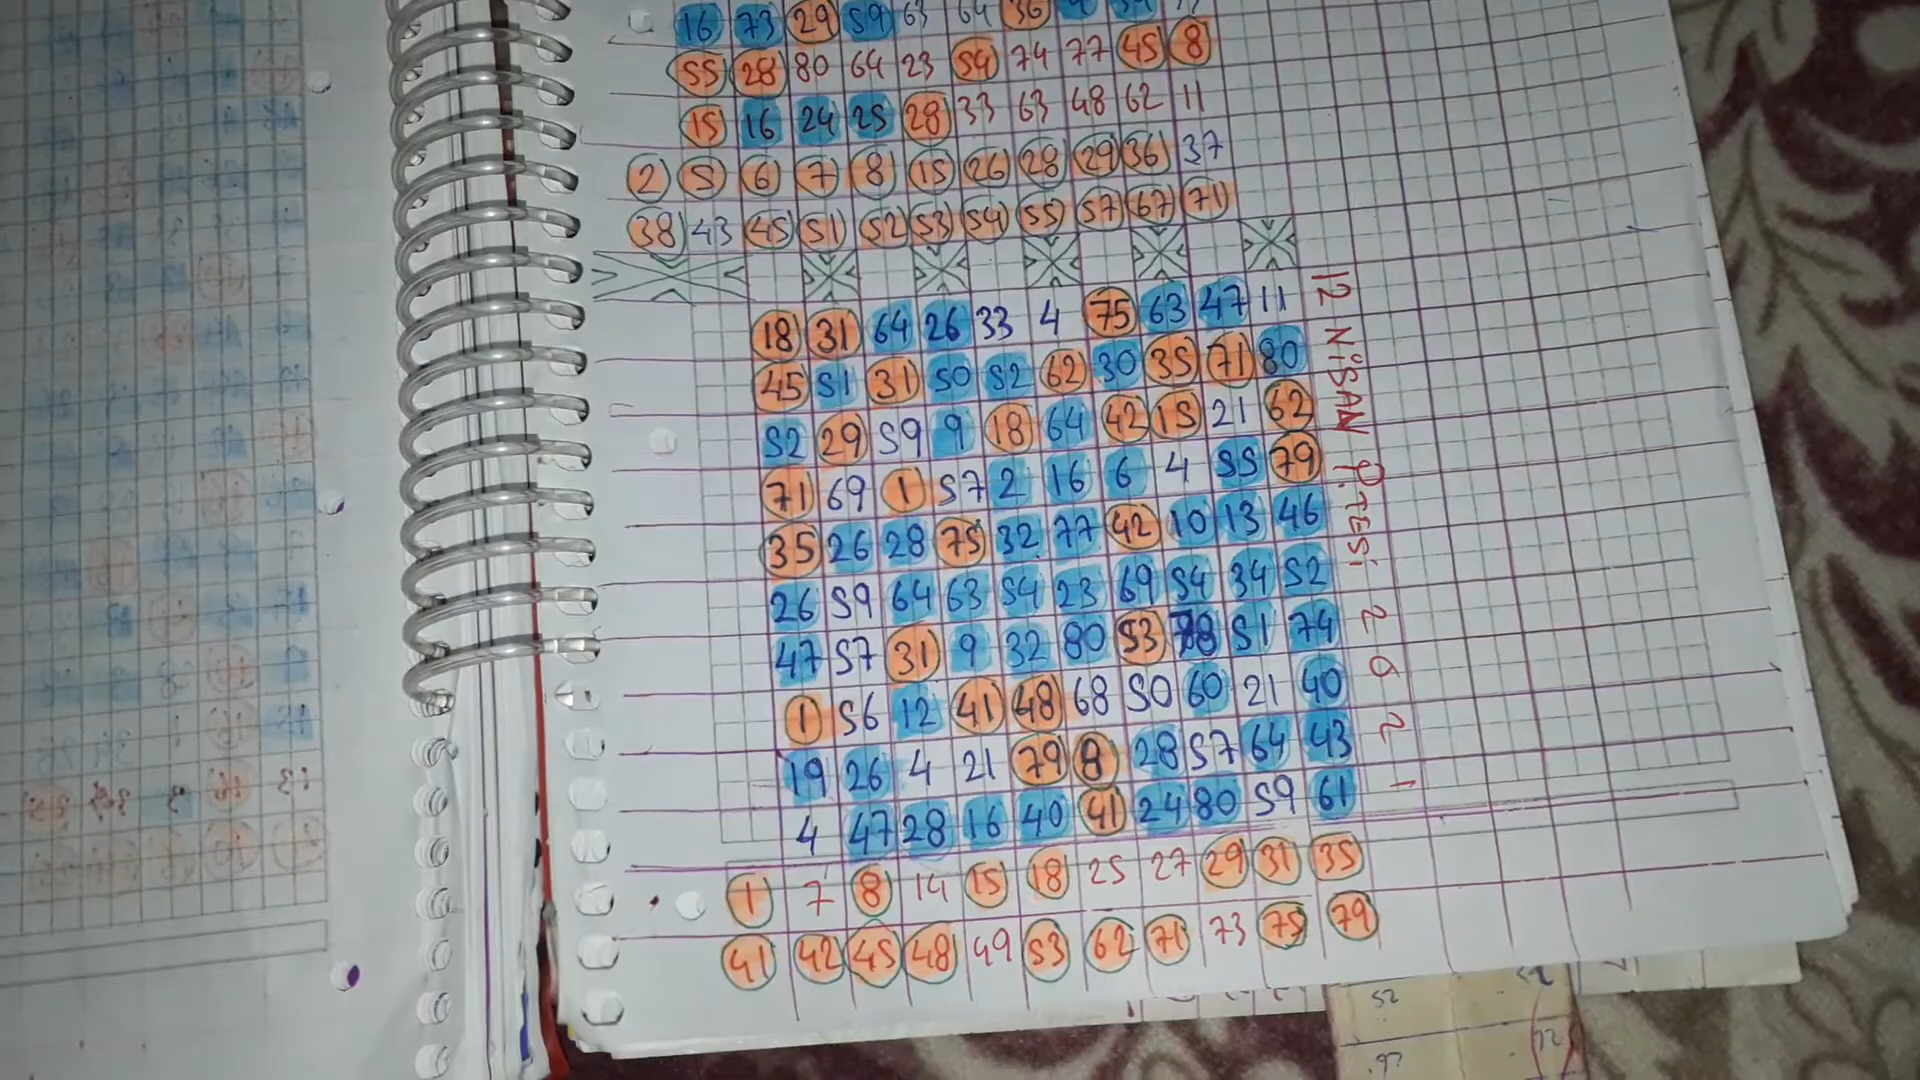 16 73 29 59 63 64 36
55 28 80 64 23 54 74 77 45 8
15 16 24 25 28 33 63 48 62 11
2 5 6 7 8 15 26 28 29 36 37
38 43 45 51 52 53 54 55 57 67 71
18 31 64 26 33 4 75 63 47 11
45 51 31 50 52 62 30 35 71 80
52 29 59 9 18 64 42 15 21 62
71 69 1 57 2 16 6 4 55 79
35 26 28 75 32 77 42 10 13 46
26 59 64 63 54 23 69 54 34 52
47 57 31 9 32 80 53 51 74
1 56 12 41 48 68 50 60 21 40
19 26 4 21 79 8 28 57 64 43
4 47 28 16 40 41 24 80 59 61
1 7 8 14 15 18 25 27 29 31 35
41 42 45 48 49 53 62 71 73 75 79
12 NİSAN P.TESİ 2021
52